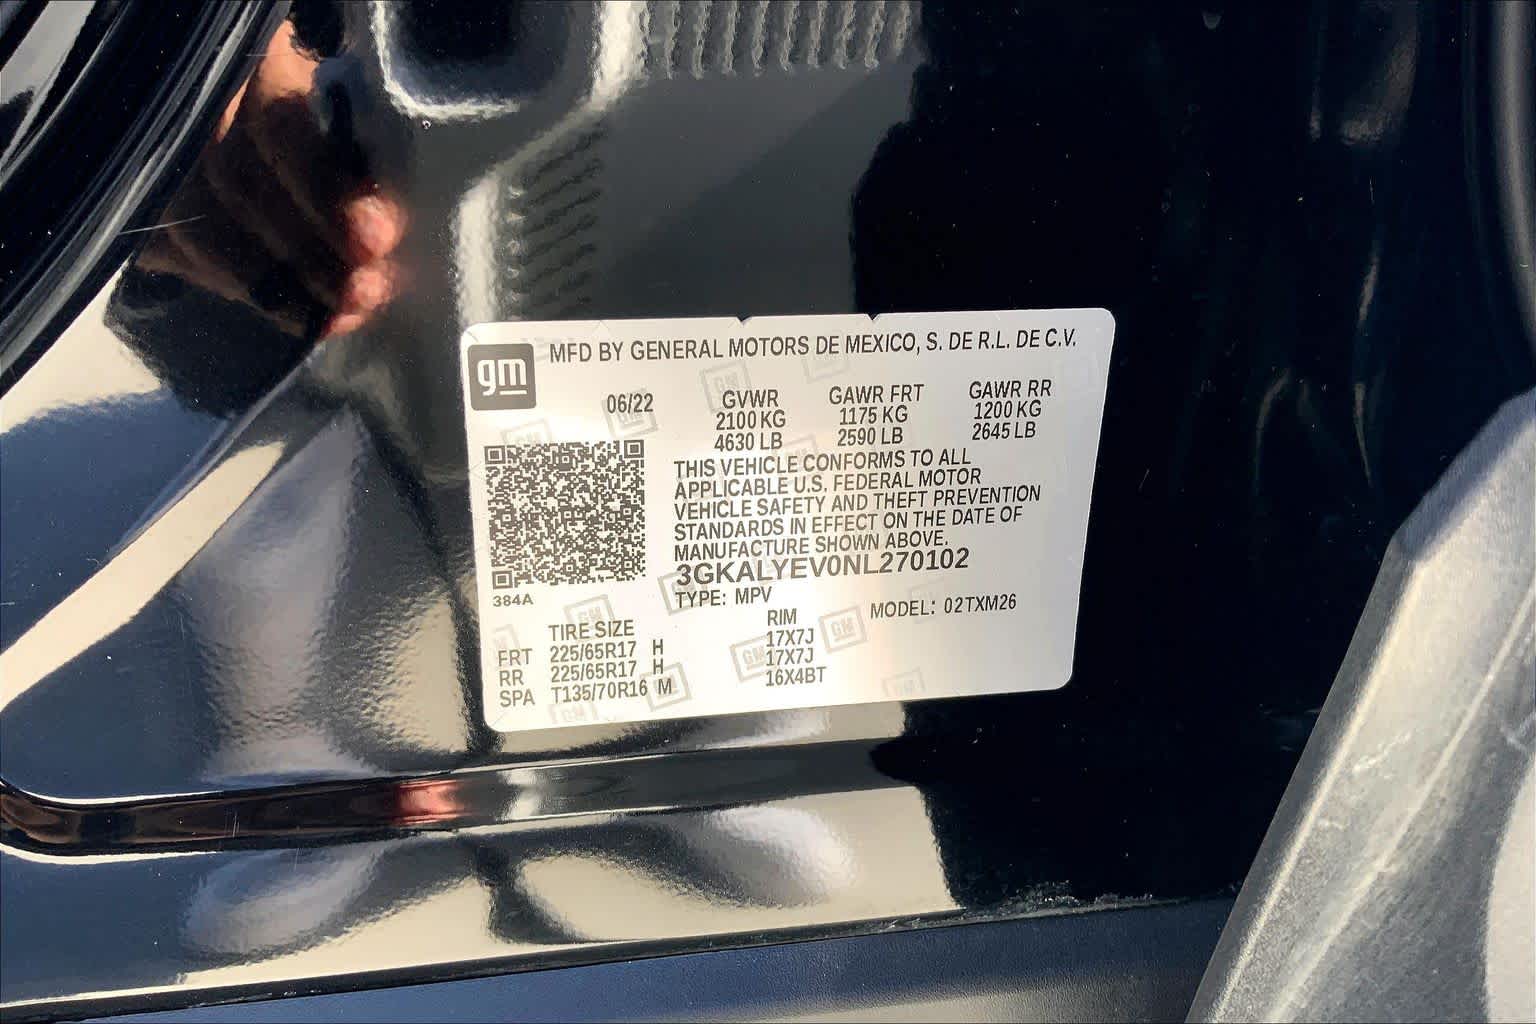 gm MFD BY GENERAL MOTORS DE MEXICO, S. DE R.L. DE C.V.
06/22
GVWR
2100 KG
4630 LB
GAWR FRT
1175 KG
2590 LB
GAWR RR
1200 KG
2645 LB
THIS VEHICLE CONFORMS TO ALL
APPLICABLE U.S. FEDERAL MOTOR
VEHICLE SAFETY AND THEFT PREVENTION
STANDARDS IN EFFECT ON THE DATE OF
MANUFACTURE SHOWN ABOVE.
3GKALYEV0NL270102
384A
TYPE: MPV
MODEL: 02TXM26
TIRE SIZE RIM
FRT 225/65R17 H 17X7J
RR 225/65R17 H 17X7J
SPA T135/70R16 M 16X4BT